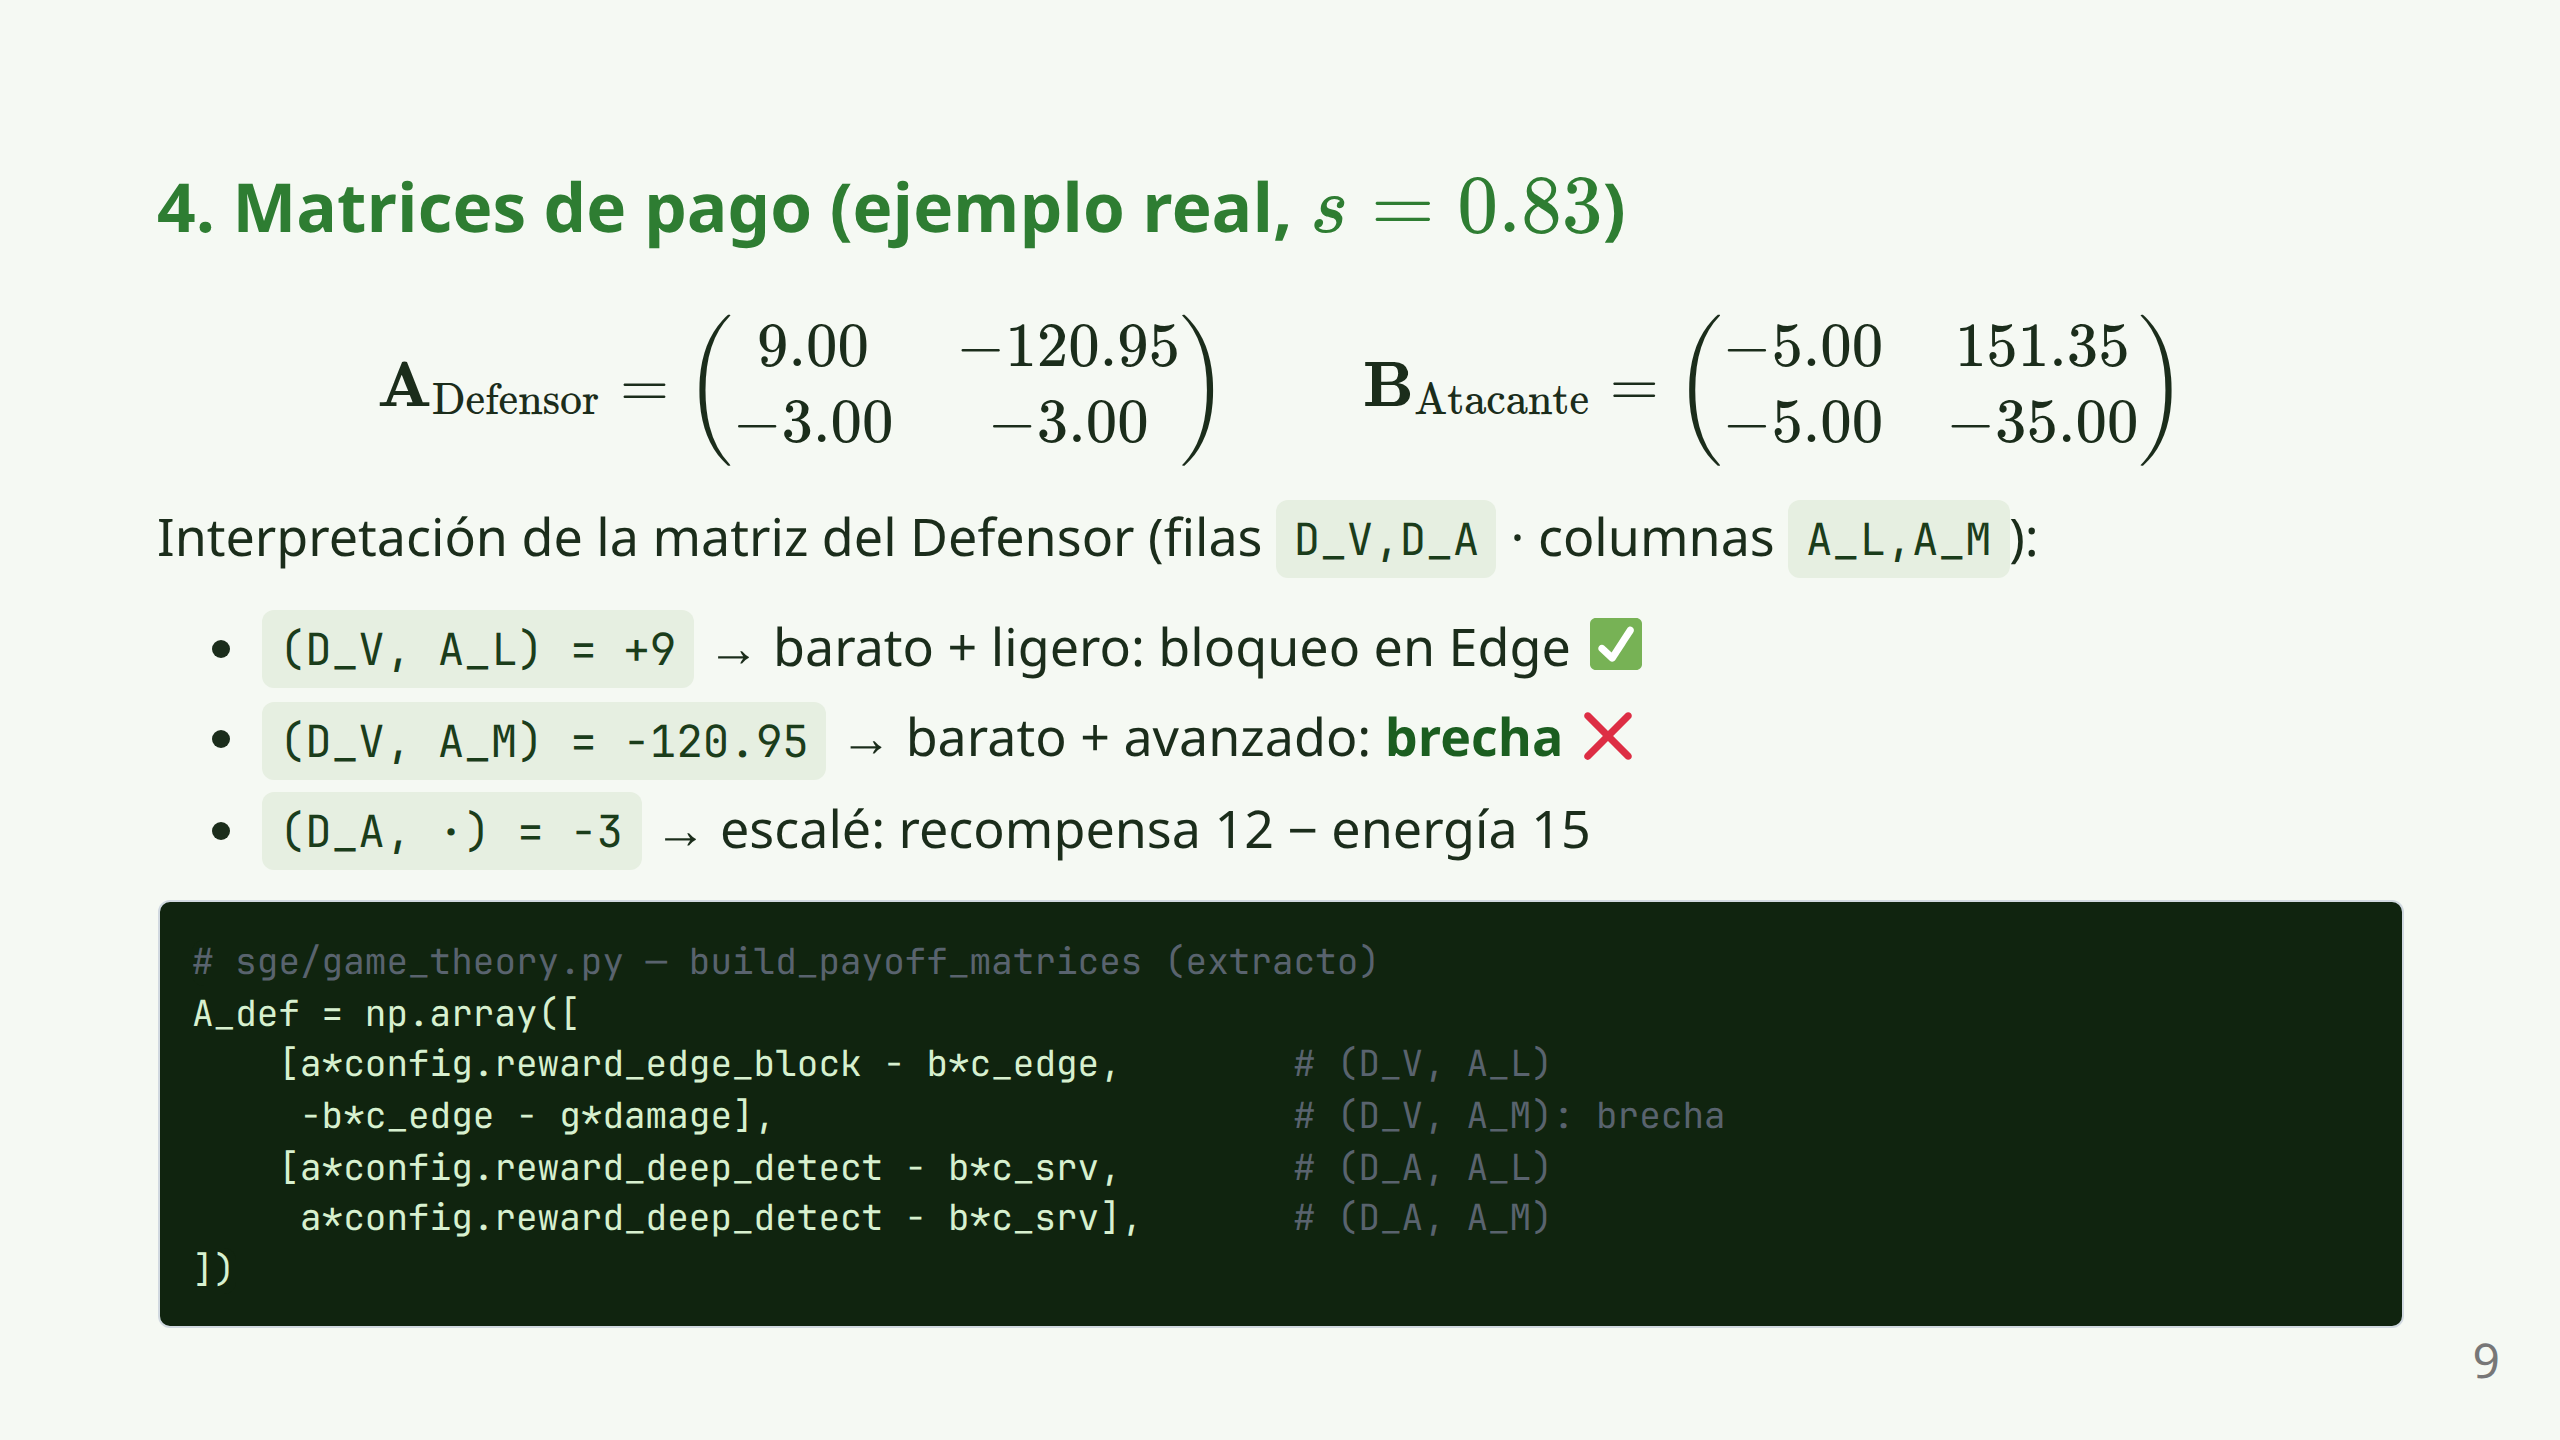 4. Matrices de pago (ejemplo real, s = 0.83)
A_Defensor = ( 9.00 −120.95 −3.00 −3.00 ) B_Atacante = ( −5.00 151.35 −5.00 −35.00 )
Interpretación de la matriz del Defensor (filas D_V,D_A · columnas A_L,A_M):
• (D_V, A_L) = +9 → barato + ligero: bloqueo en Edge ✅
• (D_V, A_M) = -120.95 → barato + avanzado: brecha ❌
• (D_A, ·) = -3 → escalé: recompensa 12 − energía 15
# sge/game_theory.py — build_payoff_matrices (extracto)
A_def = np.array([
    [a*config.reward_edge_block - b*c_edge,        # (D_V, A_L)
     -b*c_edge - g*damage],                        # (D_V, A_M): brecha
    [a*config.reward_deep_detect - b*c_srv,        # (D_A, A_L)
     a*config.reward_deep_detect - b*c_srv],       # (D_A, A_M)
])
9